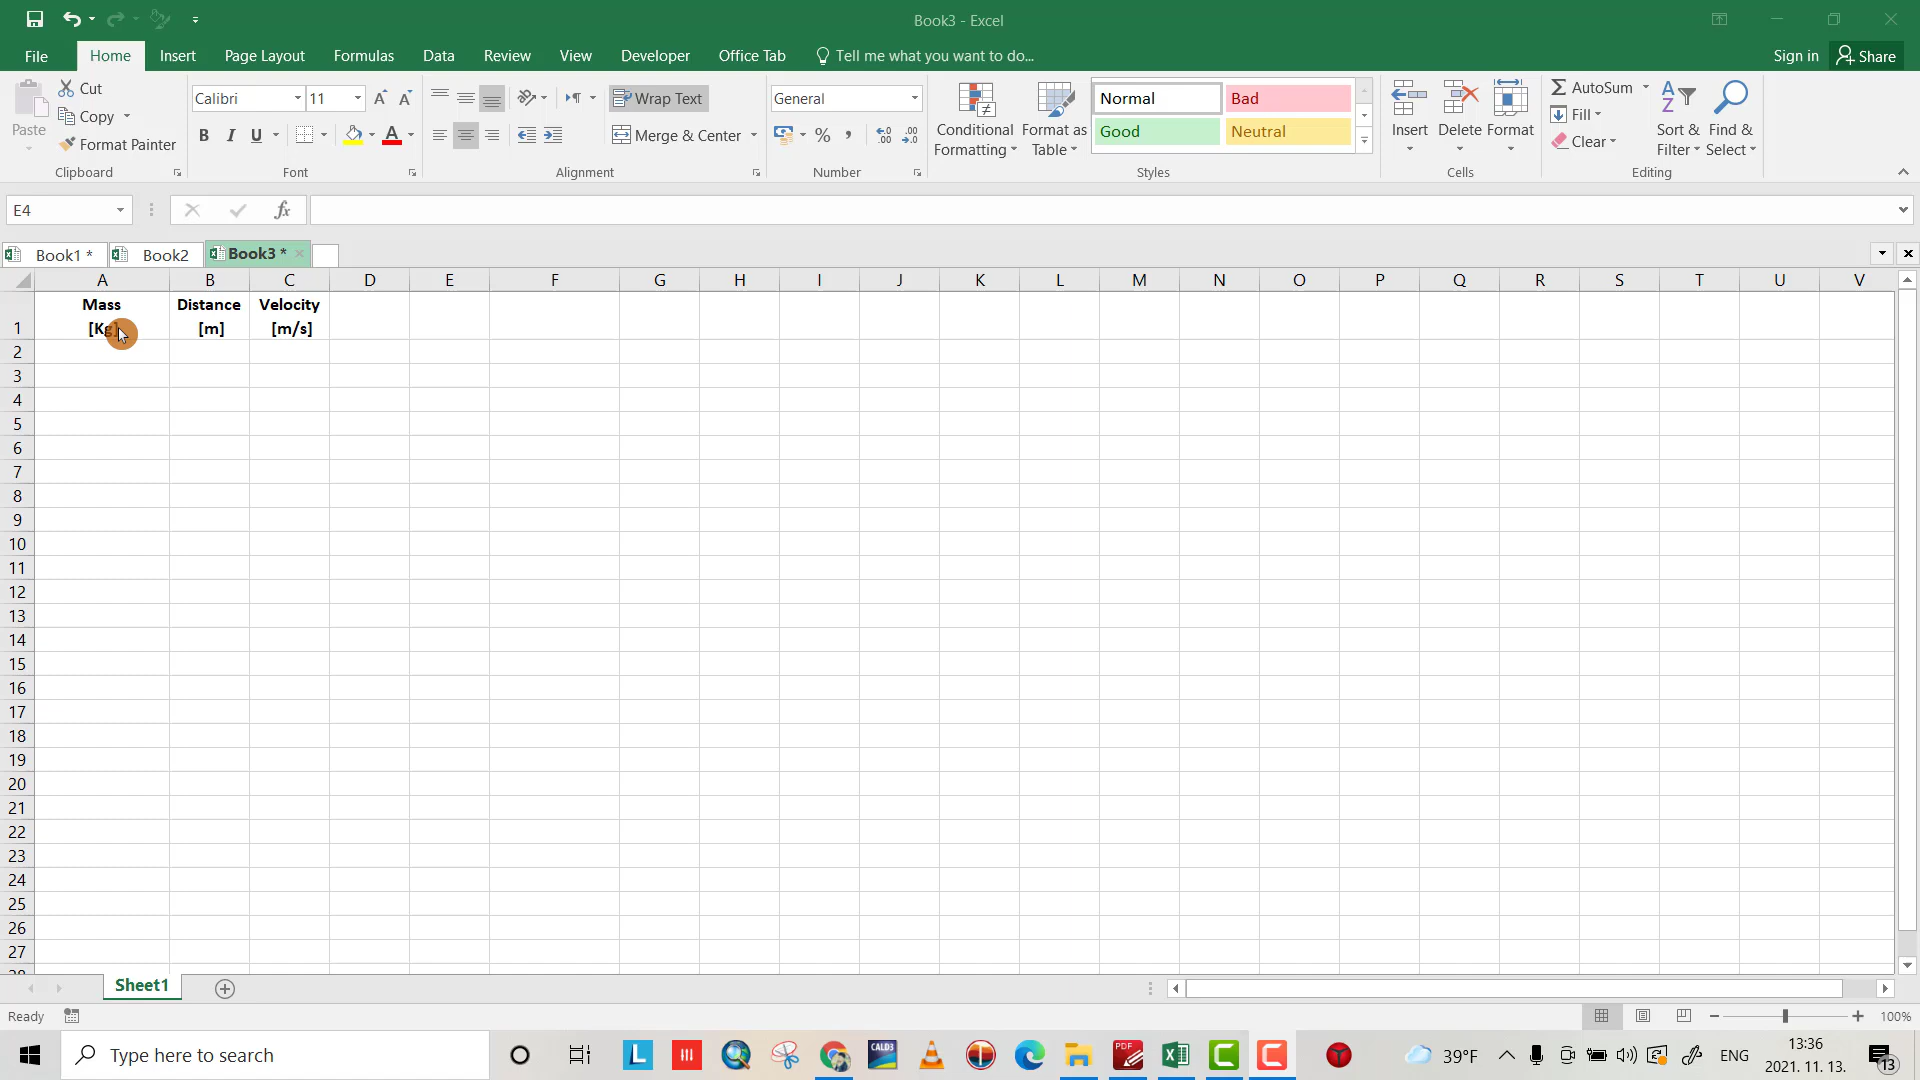 Book3 - Excel
File
Home
Insert
Page Layout
Formulas
Data
Review
View
Developer
Office Tab
Tell me what you want to do...
Sign in
Share
Paste
Cut
Copy
Format Painter
Clipboard
Calibri
11
B I U
Font
Wrap Text
Merge & Center
Alignment
General
Number
Conditional
Formatting
Format as
Table
Normal
Bad
Good
Neutral
Styles
Insert
Delete
Format
Cells
AutoSum
Fill
Clear
Sort &
Filter
Find &
Select
Editing
E4
fx
Book1 *
Book2
Book3 *
A B C D E F G H I J K L M N O P Q R S T U V
Mass
[Kg]
Distance
[m]
Velocity
[m/s]
1
2
3
4
5
6
7
8
9
10
11
12
13
14
15
16
17
18
19
20
21
22
23
24
25
26
27
28
Sheet1
Ready
100%
Type here to search
L
CALD3
PDF
39°F
ENG
13:36
2021. 11. 13.
13